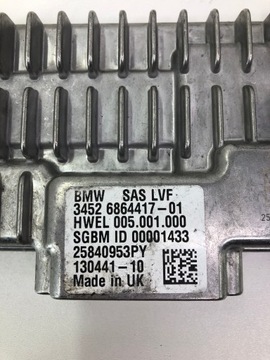 BMW SAS LVF
3452 6864417-01
HWEL 005.001.000
SGBM ID 00001433
25840953PY
130441-10
Made in UK